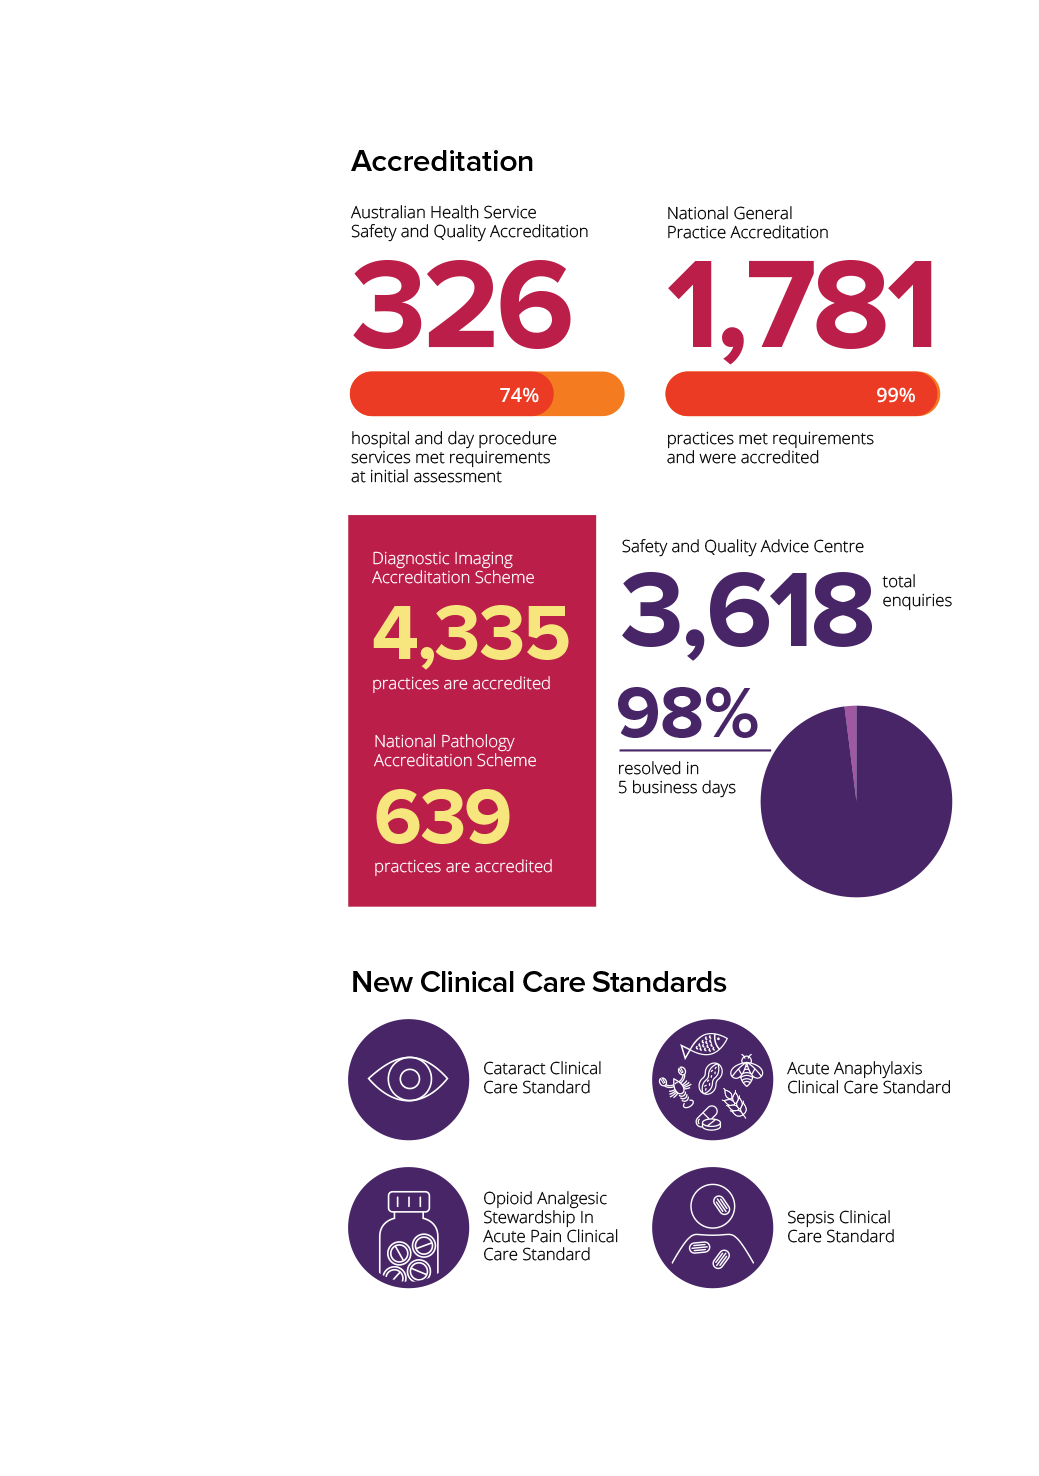 Accreditation
Australian Health Service
Safety and Quality Accreditation
326
74%
hospital and day procedure
services met requirements
at initial assessment
National General
Practice Accreditation
1,781
99%
practices met requirements
and were accredited
Diagnostic Imaging
Accreditation Scheme
4,335
practices are accredited
National Pathology
Accreditation Scheme
639
practices are accredited
Safety and Quality Advice Centre
3,618
total
enquiries
98%
resolved in
5 business days
New Clinical Care Standards
Cataract Clinical
Care Standard
Acute Anaphylaxis
Clinical Care Standard
Opioid Analgesic
Stewardship In
Acute Pain Clinical
Care Standard
Sepsis Clinical
Care Standard